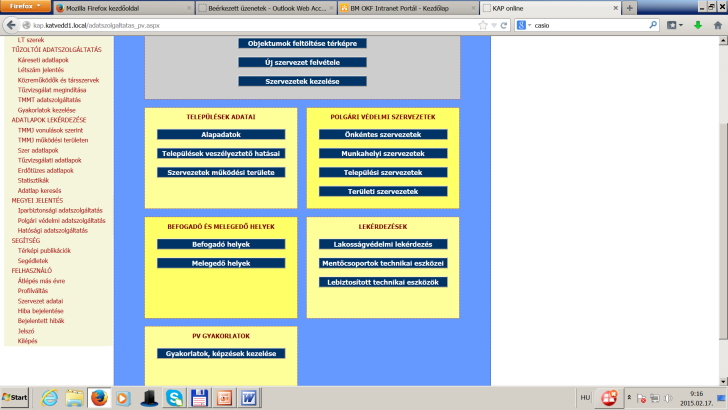 Firefox
Mozilla Firefox kezdőoldal
Beérkezett üzenetek - Outlook Web Acc...
BM OKF Intranet Portál - Kezdőlap
KAP online
kap.katvedd1.local/adatszolgaltatas_pv.aspx
casio
LT szerek
TŰZOLTÓI ADATSZOLGÁLTATÁS
Káreseti adatlapok
Létszám jelentés
Közreműködők és társszervek
Tűzvizsgálat megindítása
TMMT adatszolgáltatás
Gyakorlatok kezelése
ADATLAPOK LEKÉRDEZÉSE
TMMJ vonulások szerint
TMMJ működési területen
Szer adatlapok
Tűzvizsgálati adatlapok
Erdőtüzes adatlapok
Statisztikák
Adatlap keresés
MEGYEI JELENTÉS
Iparbiztonsági adatszolgáltatás
Polgári védelmi adatszolgáltatás
Hatósági adatszolgáltatás
SEGÍTSÉG
Térképi publikációk
Segédletek
FELHASZNÁLÓ
Átlépés más évre
Profilváltás
Szervezet adatai
Hiba bejelentése
Bejelentett hibák
Jelszó
Kilépés
Objektumok feltöltése térképre
Új szervezet felvétele
Szervezetek kezelése
TELEPÜLÉSEK ADATAI
Alapadatok
Települések veszélyeztető hatásai
Szervezetek működési területe
POLGÁRI VÉDELMI SZERVEZETEK
Önkéntes szervezetek
Munkahelyi szervezetek
Települési szervezetek
Területi szervezetek
BEFOGADÓ ÉS MELEGEDŐ HELYEK
Befogadó helyek
Melegedő helyek
LEKÉRDEZÉSEK
Lakosságvédelmi lekérdezés
Mentőcsoportok technikai eszközei
Lebiztosított technikai eszközök
PV GYAKORLATOK
Gyakorlatok, képzések kezelése
Start
HU
9:16
2015.02.17.